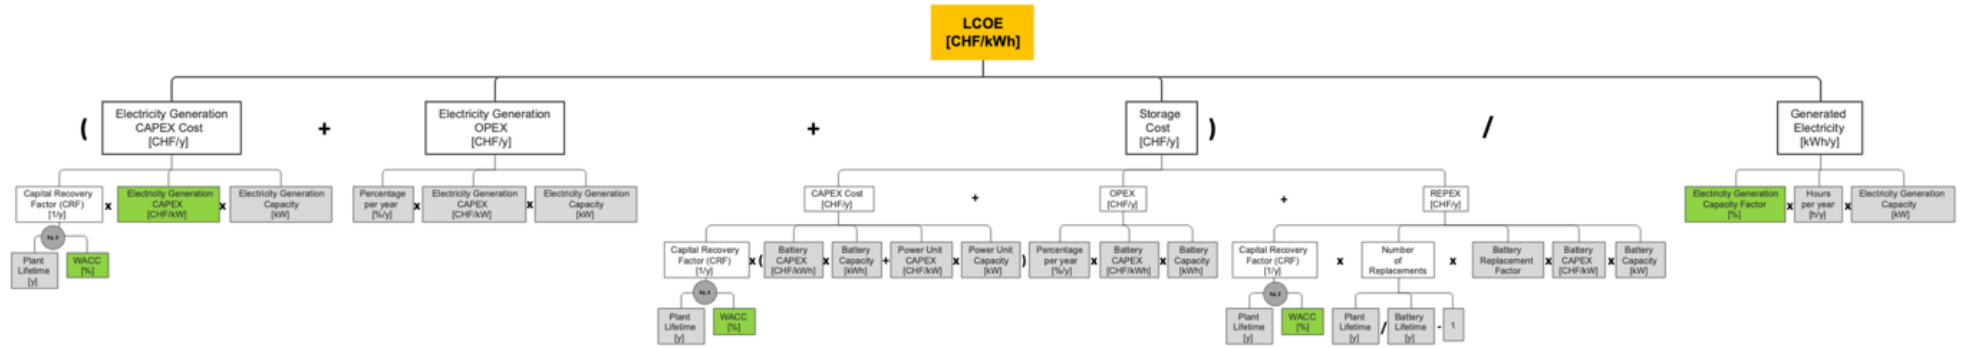 LCOE
[CHF/kWh]
(
Electricity Generation
CAPEX Cost
[CHF/y]
+
Electricity Generation
OPEX
[CHF/y]
+
Storage
Cost
[CHF/y]
)
/
Generated
Electricity
[kWh/y]
Capital Recovery
Factor (CRF)
[1/y]
x
Electricity Generation
CAPEX
[CHF/kW]
x
Electricity Generation
Capacity
[kW]
Percentage
per year
[%/y]
x
Electricity Generation
CAPEX
[CHF/kW]
x
Electricity Generation
Capacity
[kW]
CAPEX Cost
[CHF/y]
+
OPEX
[CHF/y]
+
REPEX
[CHF/y]
Electricity Generation
Capacity Factor
[%]
x
Hours
per year
[h/y]
x
Electricity Generation
Capacity
[kW]
Plant
Lifetime
[y]
WACC
[%]
Capital Recovery
Factor (CRF)
[1/y]
x
(
Battery
CAPEX
[CHF/kWh]
x
Battery
Capacity
[kWh]
+
Power Unit
CAPEX
[CHF/kW]
x
Power Unit
Capacity
[kW]
)
Percentage
per year
[%/y]
x
Battery
CAPEX
[CHF/kWh]
x
Battery
Capacity
[kWh]
Capital Recovery
Factor (CRF)
[1/y]
x
Number
of
Replacements
x
Battery
Replacement
Factor
x
Battery
CAPEX
[CHF/kW]
x
Battery
Capacity
[kW]
Plant
Lifetime
[y]
WACC
[%]
Plant
Lifetime
[y]
WACC
[%]
Plant
Lifetime
[y]
/
Battery
Lifetime
[y]
-
1